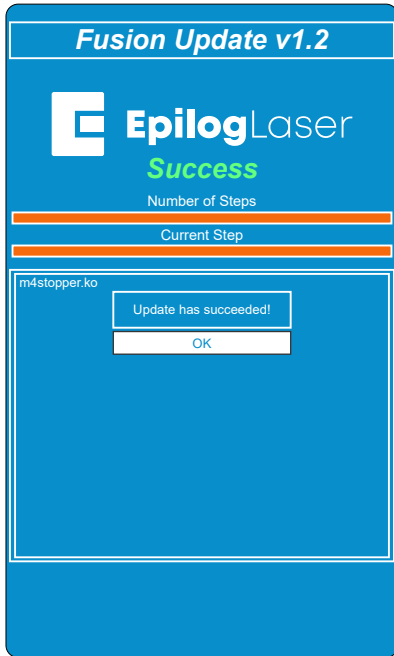 Fusion Update v1.2
EpilogLaser
Success
Number of Steps
Current Step
m4stopper.ko
Update has succeeded!
OK